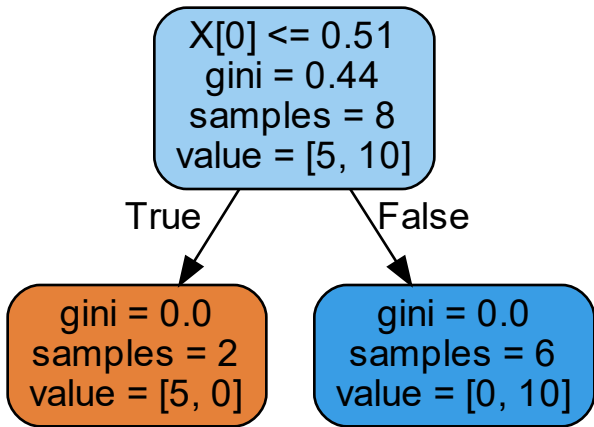 X[0] <= 0.51
gini = 0.44
samples = 8
value = [5, 10]
True
False
gini = 0.0
samples = 2
value = [5, 0]
gini = 0.0
samples = 6
value = [0, 10]